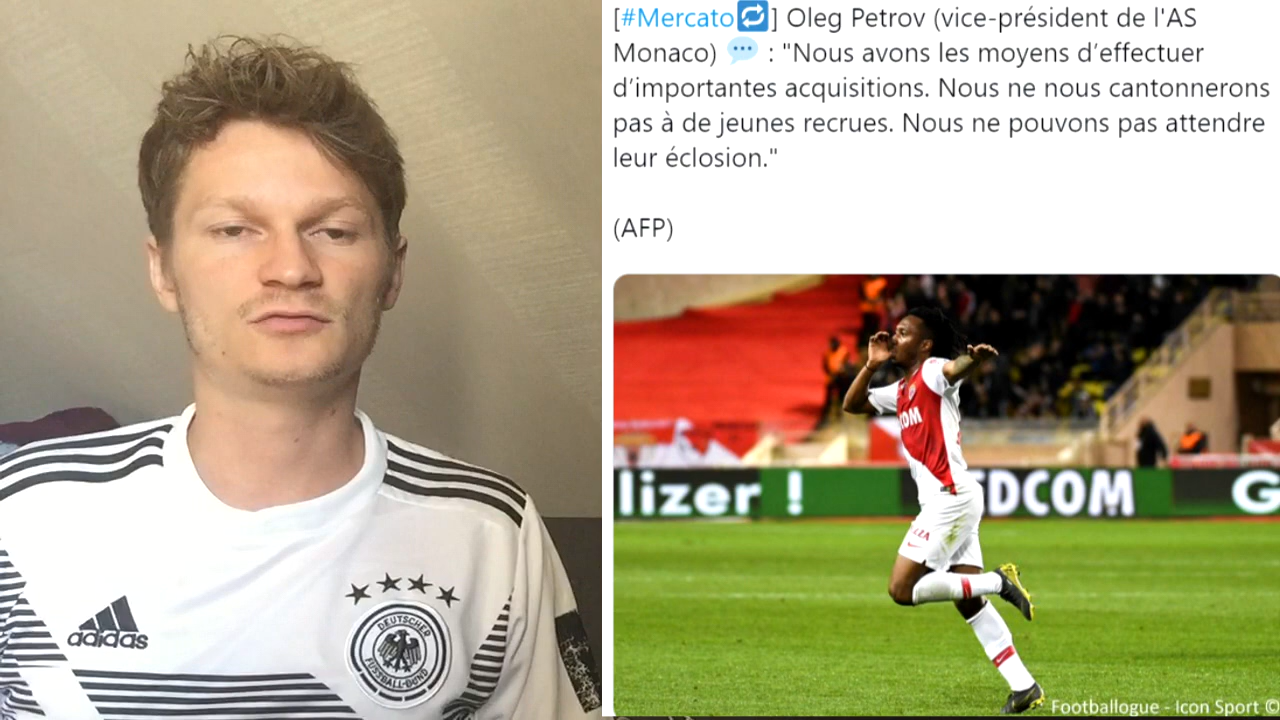 [#Mercato🔁] Oleg Petrov (vice-président de l'AS
Monaco) 💬 : "Nous avons les moyens d’effectuer
d’importantes acquisitions. Nous ne nous cantonnerons
pas à de jeunes recrues. Nous ne pouvons pas attendre
leur éclosion."
(AFP)
adidas
DEUTSCHER
FUSSBALL-BUND
lizer !
EDCOM
G
Footballogue - Icon Sport ©